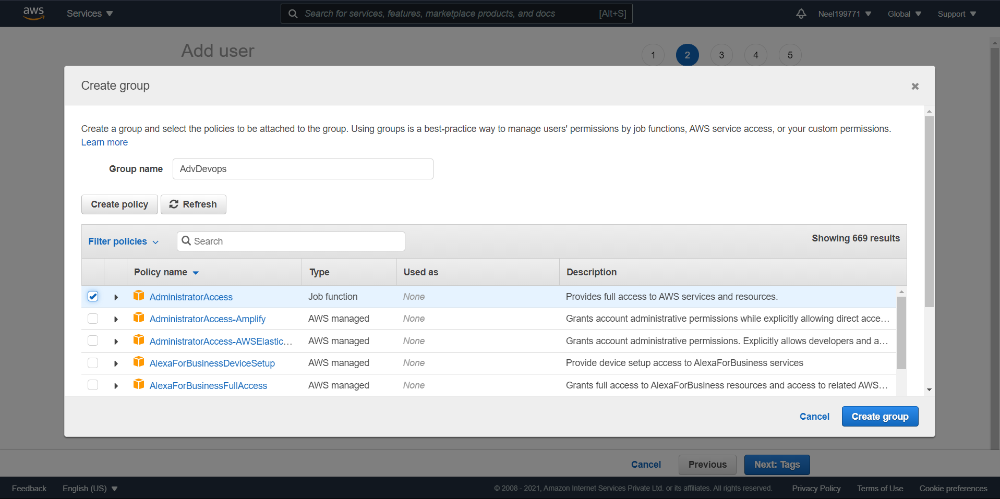 aws Services Search for services, features, marketplace products, and docs [Alt+S] Neel199771 Global Support
Add user 1 2 3 4 5
Create group
Create a group and select the policies to be attached to the group. Using groups is a best-practice way to manage users' permissions by job functions, AWS service access, or your custom permissions.
Learn more
Group name AdvDevops
Create policy Refresh
Filter policies Search Showing 669 results
Policy name Type Used as Description
AdministratorAccess Job function None Provides full access to AWS services and resources.
AdministratorAccess-Amplify AWS managed None Grants account administrative permissions while explicitly allowing direct acce…
AdministratorAccess-AWSElastic… AWS managed None Grants account administrative permissions. Explicitly allows developers and a…
AlexaForBusinessDeviceSetup AWS managed None Provide device setup access to AlexaForBusiness services
AlexaForBusinessFullAccess AWS managed None Grants full access to AlexaForBusiness resources and access to related AWS…
Cancel Create group
Cancel Previous Next: Tags
Feedback English (US) © 2008 - 2021, Amazon Internet Services Private Ltd. or its affiliates. All rights reserved. Privacy Policy Terms of Use Cookie preferences